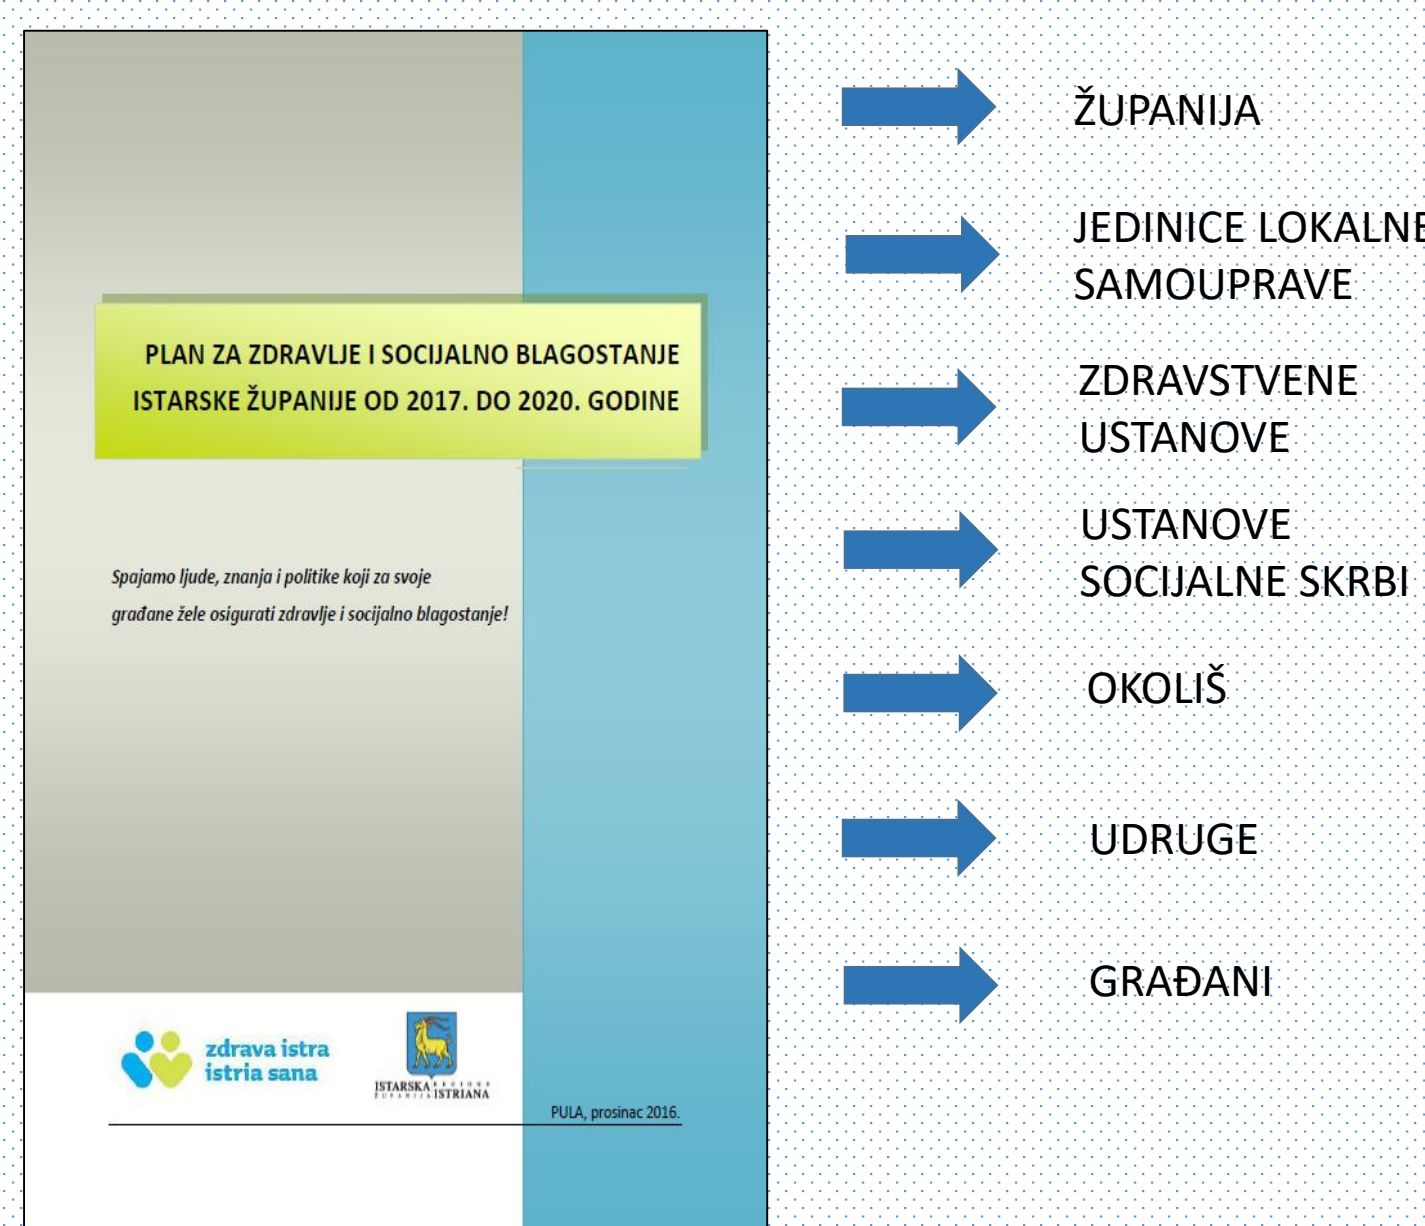 PLAN ZA ZDRAVLJE I SOCIJALNO BLAGOSTANJE
ISTARSKE ŽUPANIJE OD 2017. DO 2020. GODINE
Spajamo ljude, znanja i politike koji za svoje
građane žele osigurati zdravlje i socijalno blagostanje!
zdrava istra
istria sana
ISTARSKA REGIONE
ŽUPANIJA ISTRIANA
PULA, prosinac 2016.
ŽUPANIJA
JEDINICE LOKALNE
SAMOUPRAVE
ZDRAVSTVENE
USTANOVE
USTANOVE
SOCIJALNE SKRBI
OKOLIŠ
UDRUGE
GRAĐANI